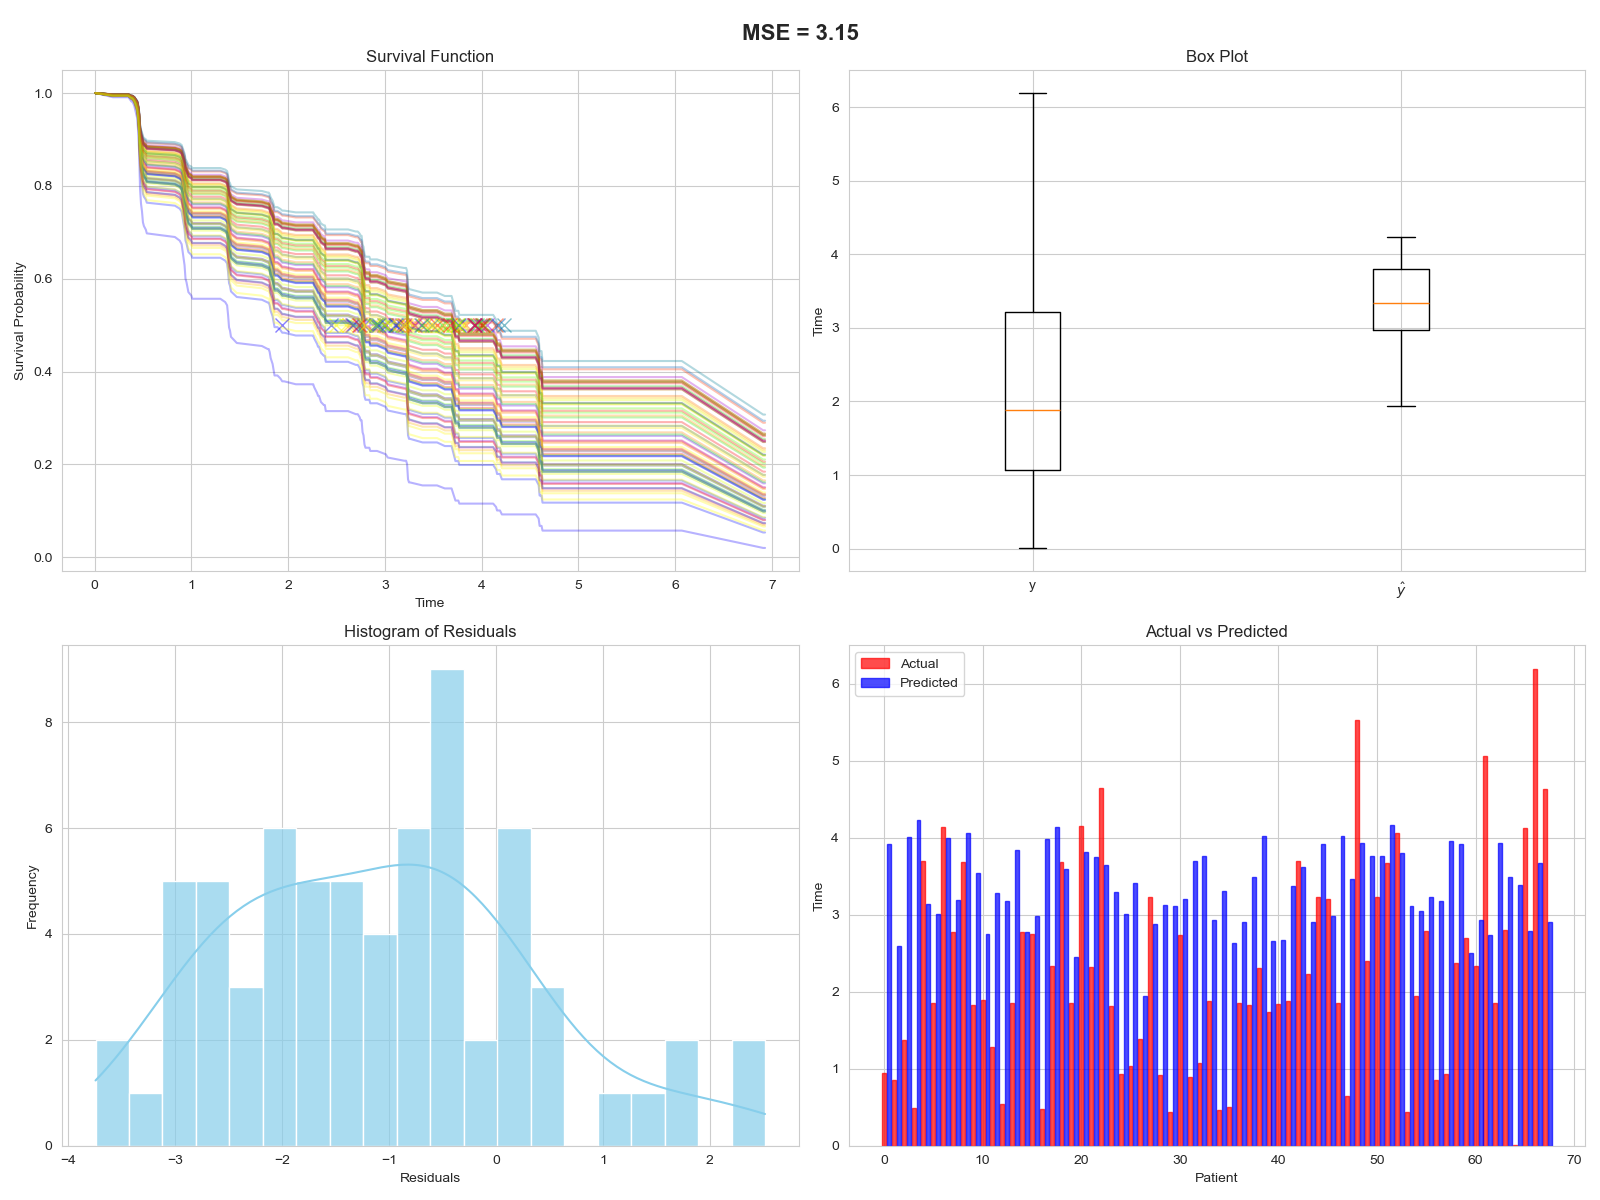 MSE = 3.15
Survival Function
Survival Probability
1.0
0.8
0.6
0.4
0.2
0.0
0 1 2 3 4 5 6 7
Time
Box Plot
Time
6
5
4
3
2
1
0
y ŷ
Histogram of Residuals
Frequency
8
6
4
2
0
−4 −3 −2 −1 0 1 2
Residuals
Actual vs Predicted
Actual
Predicted
Time
6
5
4
3
2
1
0
0 10 20 30 40 50 60 70
Patient